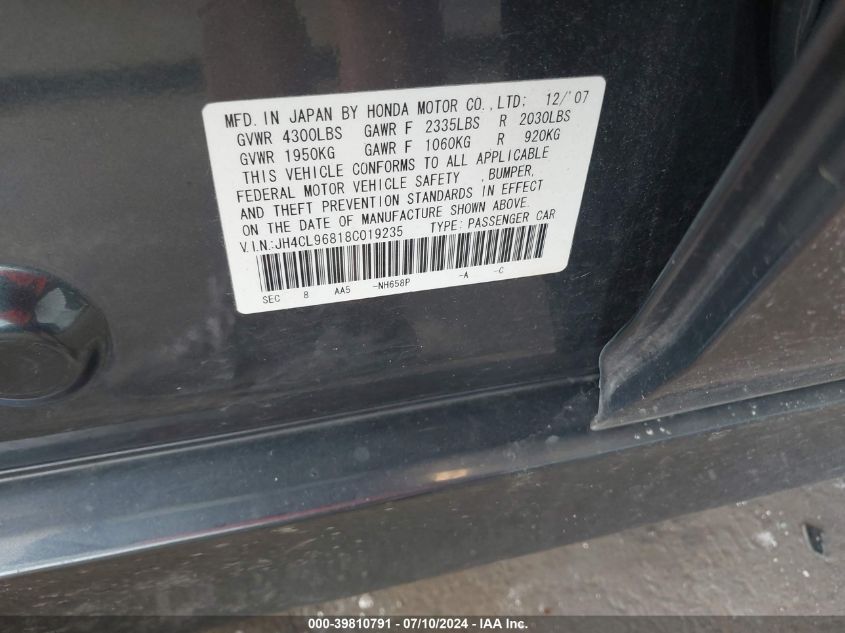 MFD. IN JAPAN BY HONDA MOTOR CO.,LTD; 12/'07
GVWR 4300LBS GAWR F 2335LBS R 2030LBS
GVWR 1950KG GAWR F 1060KG R 920KG
THIS VEHICLE CONFORMS TO ALL APPLICABLE
FEDERAL MOTOR VEHICLE SAFETY ,BUMPER,
AND THEFT PREVENTION STANDARDS IN EFFECT
ON THE DATE OF MANUFACTURE SHOWN ABOVE.
V.I.N.:JH4CL96818C019235 TYPE: PASSENGER CAR
SEC 8 AA5 -NH658P -A -C
000-39810791 - 07/10/2024 - IAA Inc.